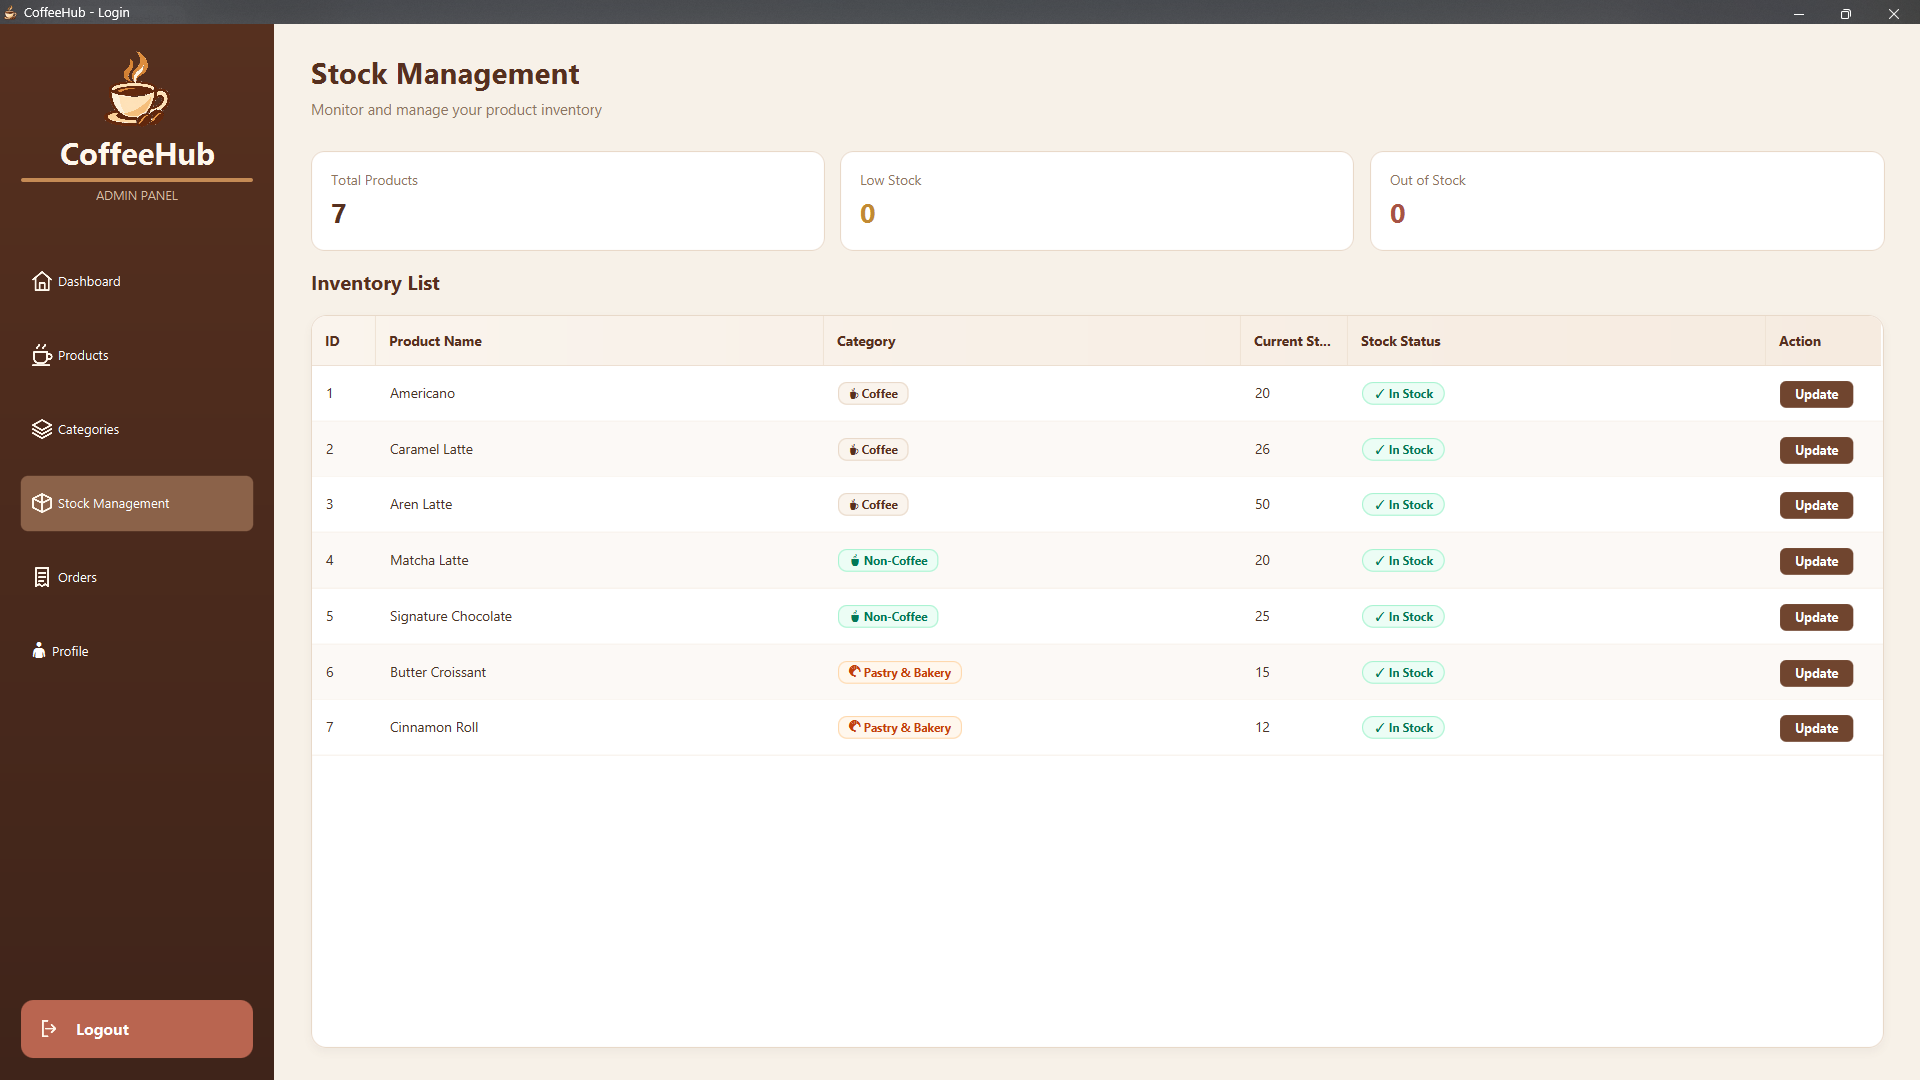 CoffeeHub - Login
CoffeeHub
ADMIN PANEL
Dashboard
Products
Categories
Stock Management
Orders
Profile
Logout
Stock Management
Monitor and manage your product inventory
Total Products
7
Low Stock
0
Out of Stock
0
Inventory List
ID Product Name Category Current St... Stock Status Action
1 Americano Coffee 20 ✓ In Stock Update
2 Caramel Latte Coffee 26 ✓ In Stock Update
3 Aren Latte Coffee 50 ✓ In Stock Update
4 Matcha Latte Non-Coffee 20 ✓ In Stock Update
5 Signature Chocolate Non-Coffee 25 ✓ In Stock Update
6 Butter Croissant Pastry & Bakery 15 ✓ In Stock Update
7 Cinnamon Roll Pastry & Bakery 12 ✓ In Stock Update